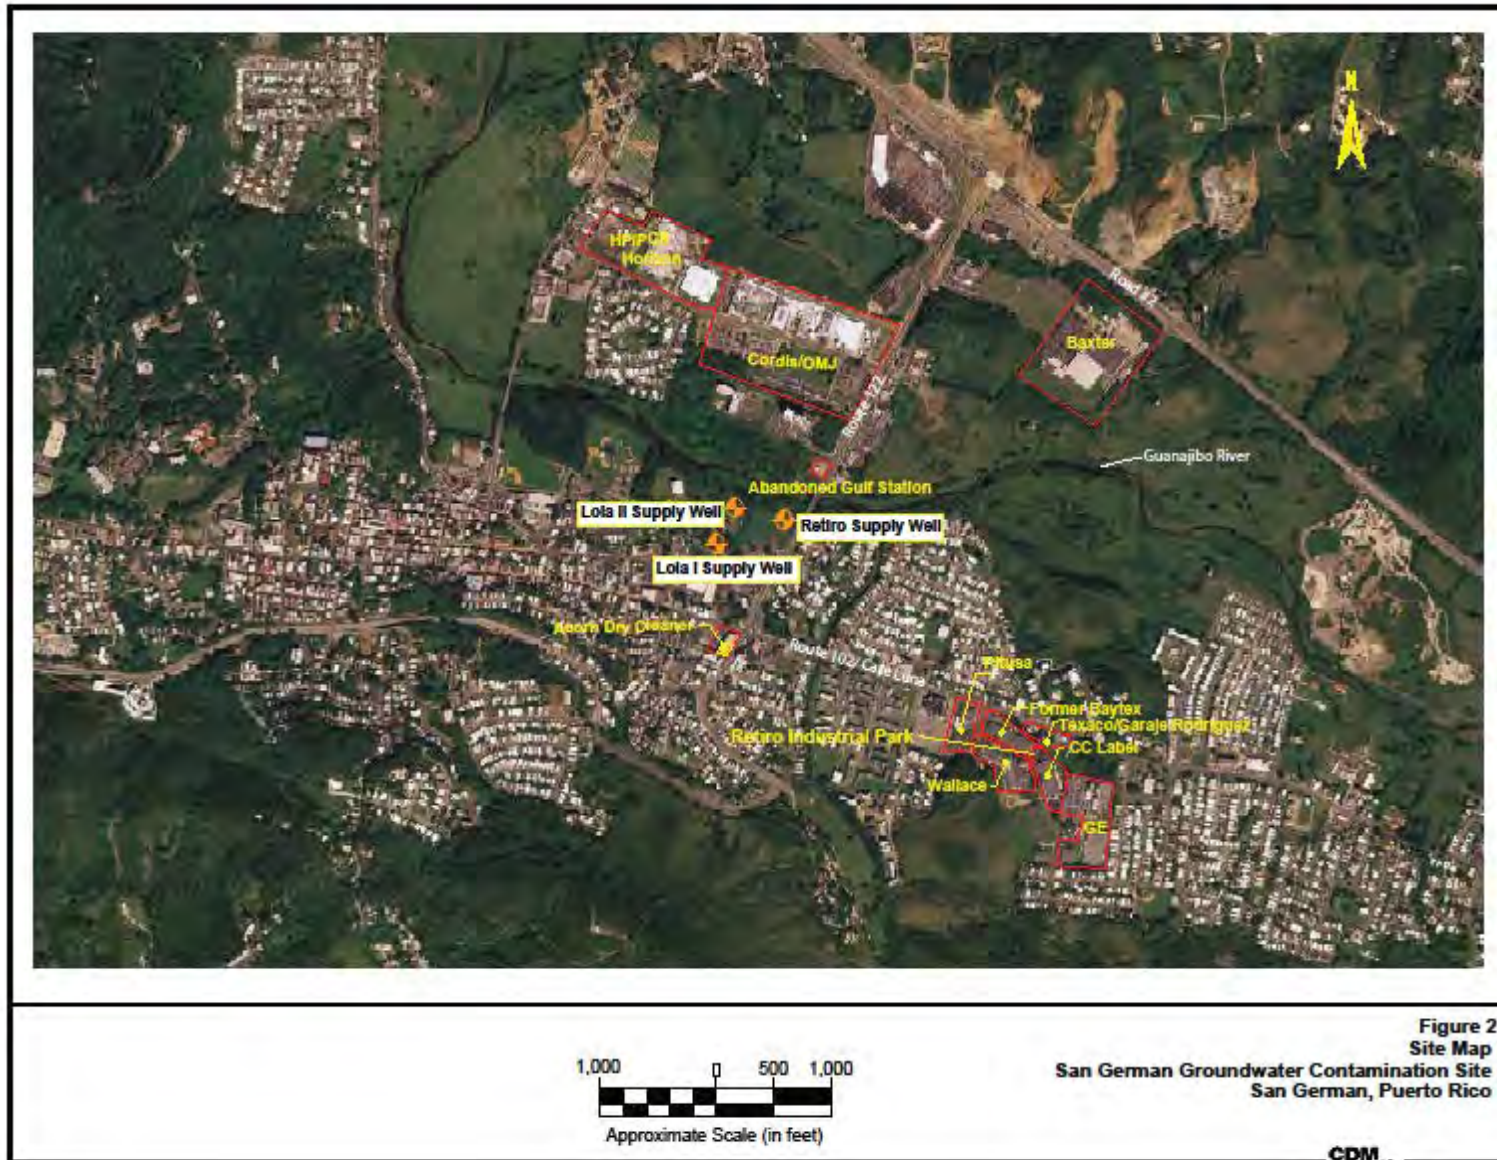 N
HPIPCR
Horizon
Route 2
Baxter
Cordis/OMJ
Route 122
Guanajibo River
Abandoned Gulf Station
Lola II Supply Well
Retiro Supply Well
Lola I Supply Well
Acorn Dry Cleaner
Route 102/ Calle Luna
Pitusa
Former Baytex
Texaco/Garaje Rodriguez
Retiro Industrial Park
CC Label
Wallace
GE
1,000 0 500 1,000
Approximate Scale (in feet)
Figure 2
Site Map
San German Groundwater Contamination Site
San German, Puerto Rico
CDM